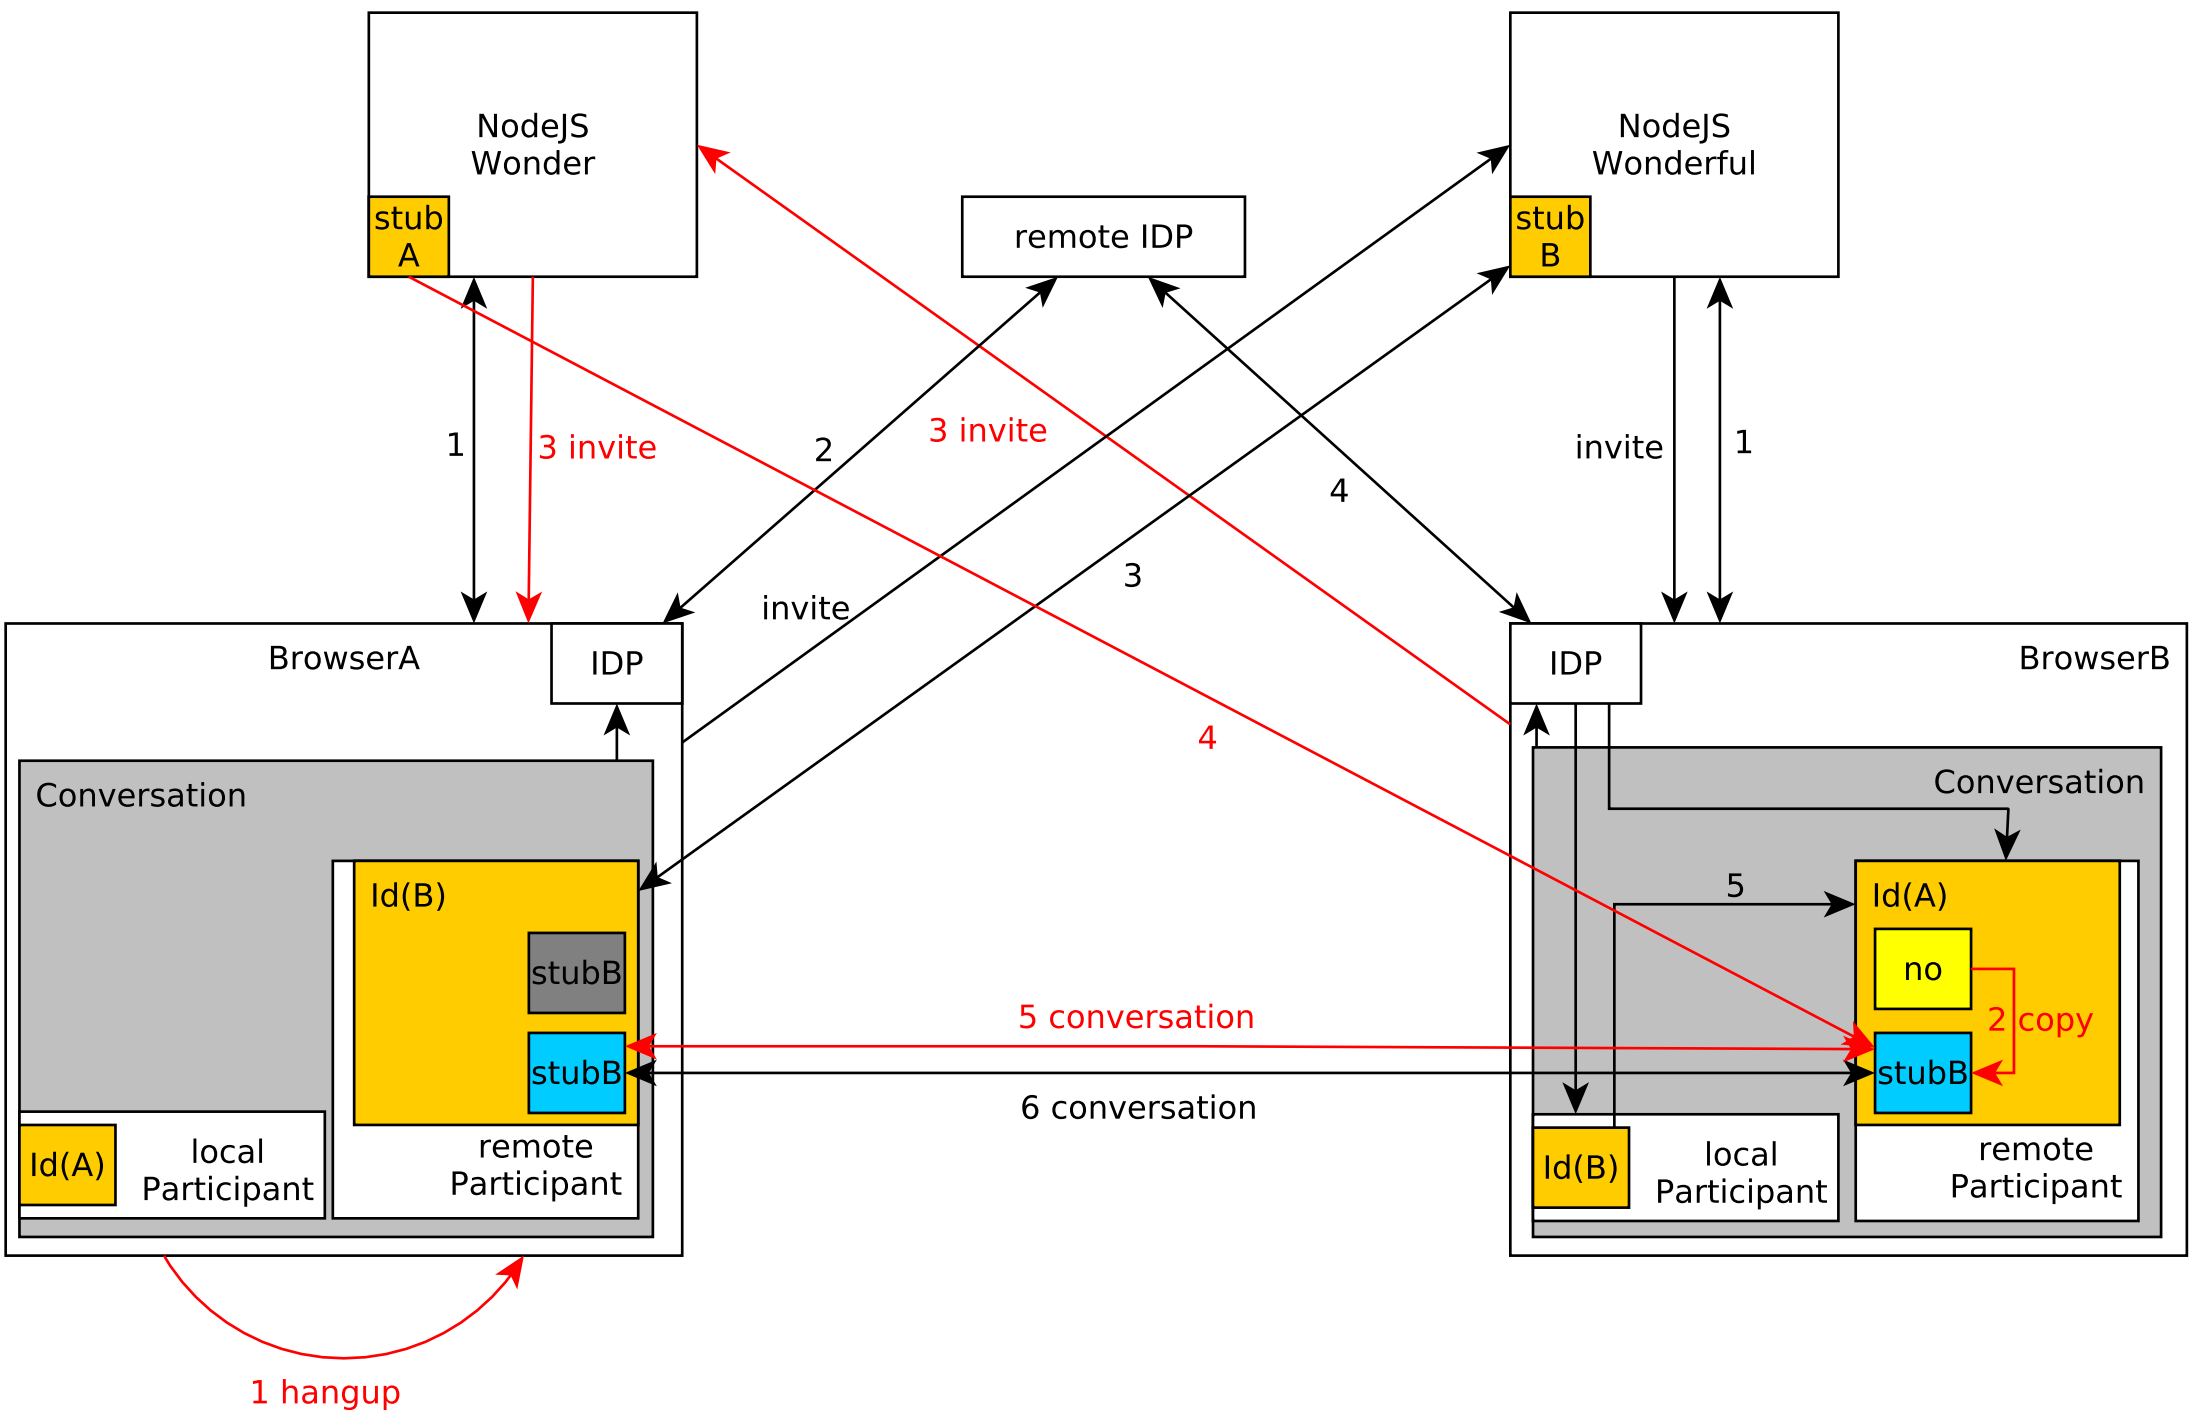 NodeJS
Wonder
stub
A
remote IDP
NodeJS
Wonderful
stub
B
1
3 invite
2
3 invite
4
invite
1
3
invite
4
BrowserA
IDP
Conversation
Id(B)
stubB
stubB
remote
Participant
Id(A)
local
Participant
5 conversation
6 conversation
IDP
BrowserB
Conversation
5
Id(A)
no
2 copy
stubB
remote
Participant
Id(B)
local
Participant
1 hangup